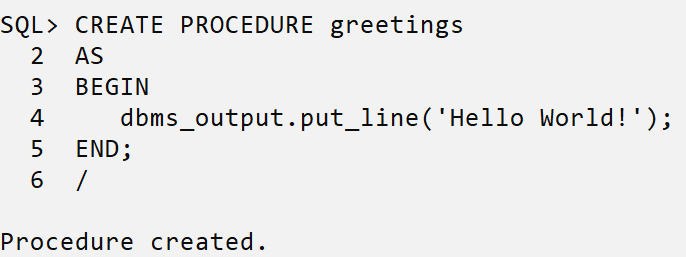 SQL> CREATE PROCEDURE greetings
  2  AS
  3  BEGIN
  4     dbms_output.put_line('Hello World!');
  5  END;
  6  /
Procedure created.